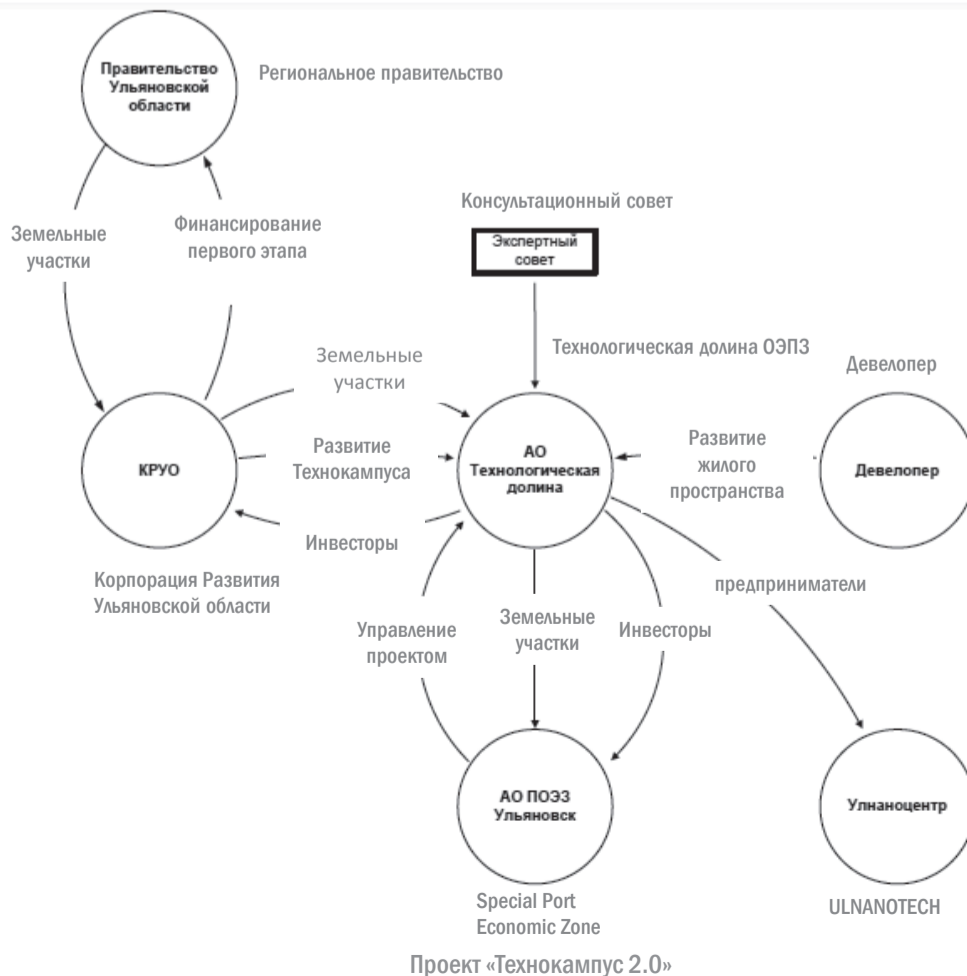 Правительство
Ульяновской
области
Региональное правительство
Земельные
участки
Финансирование
первого этапа
Консультационный совет
Экспертный
совет
Земельные
участки
Технологическая долина ОЭПЗ
Девелопер
КРУО
Развитие
Технокампуса
АО
Технологическая
долина
Развитие
жилого
пространства
Девелопер
Инвесторы
Корпорация Развития
Ульяновской области
предприниматели
Управление
проектом
Земельные
участки
Инвесторы
АО ПОЭЗ
Ульяновск
Улнаноцентр
Special Port
Economic Zone
ULNANOTECH
Проект «Технокампус 2.0»